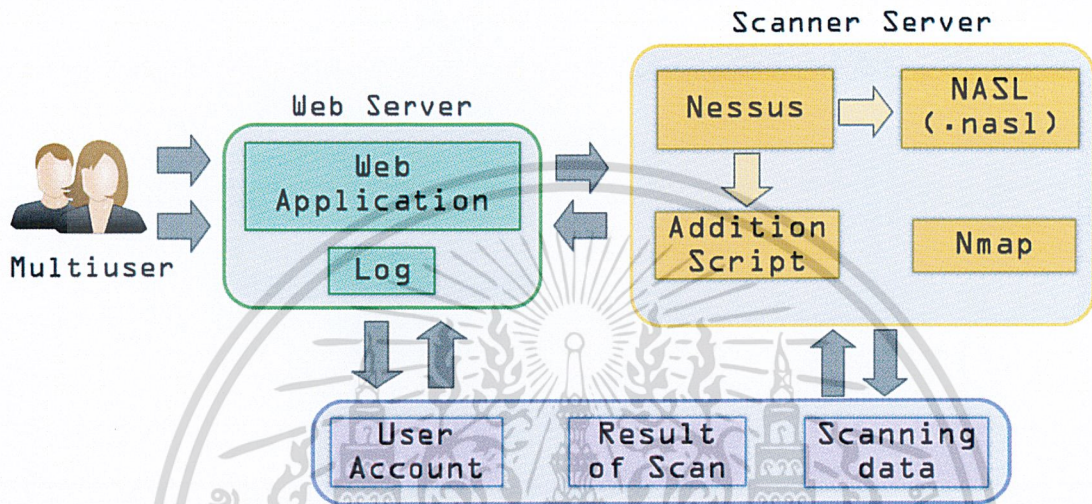 Scanner Server
Web Server
Multiuser
Web
Application
Log
Nessus
NASL
(.nasl)
Addition
Script
Nmap
User
Account
Result
of Scan
Scanning
data